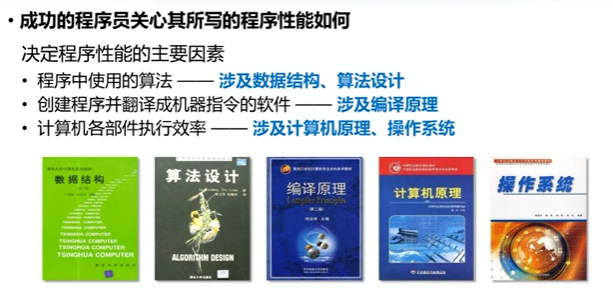 • 成功的程序员关心其所写的程序性能如何
决定程序性能的主要因素
• 程序中使用的算法 —— 涉及数据结构、算法设计
• 创建程序并翻译成机器指令的软件 —— 涉及编译原理
• 计算机各部件执行效率 —— 涉及计算机原理、操作系统
数据结构
TSINGHUA COMPUTER
TSINGHUA COMPUTER
TSINGHUA COMPUTER
TSINGHUA COMPUTER
算法设计
ALGORITHM DESIGN
编译原理
Compiler Principles
计算机原理
操作系统